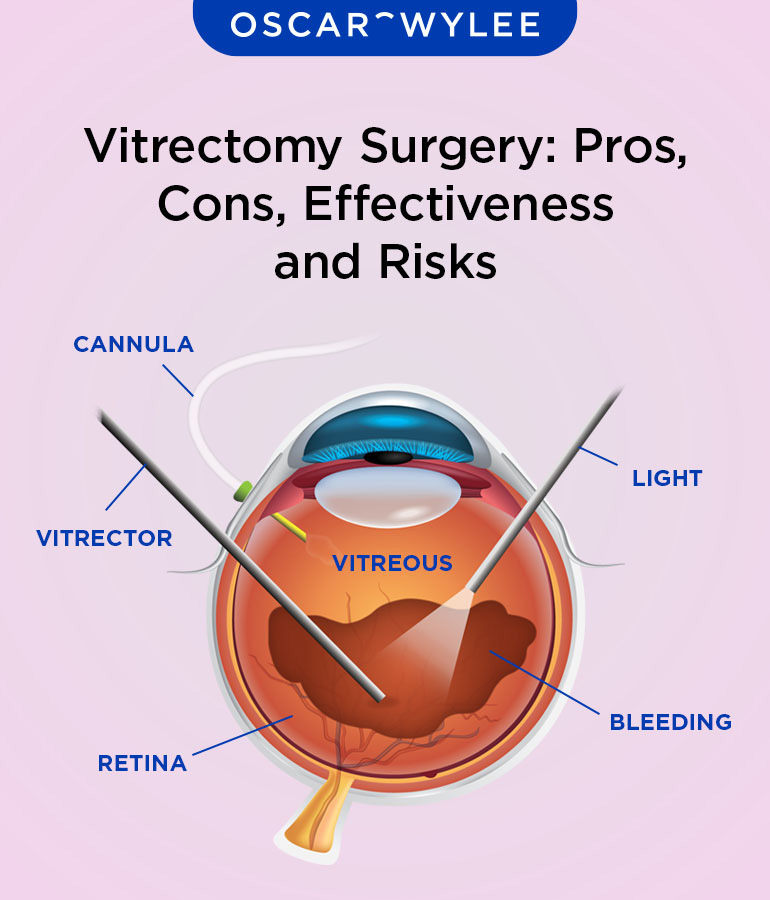 OSCAR WYLEE
Vitrectomy Surgery: Pros,
Cons, Effectiveness
and Risks
CANNULA
LIGHT
VITRECTOR
VITREOUS
BLEEDING
RETINA